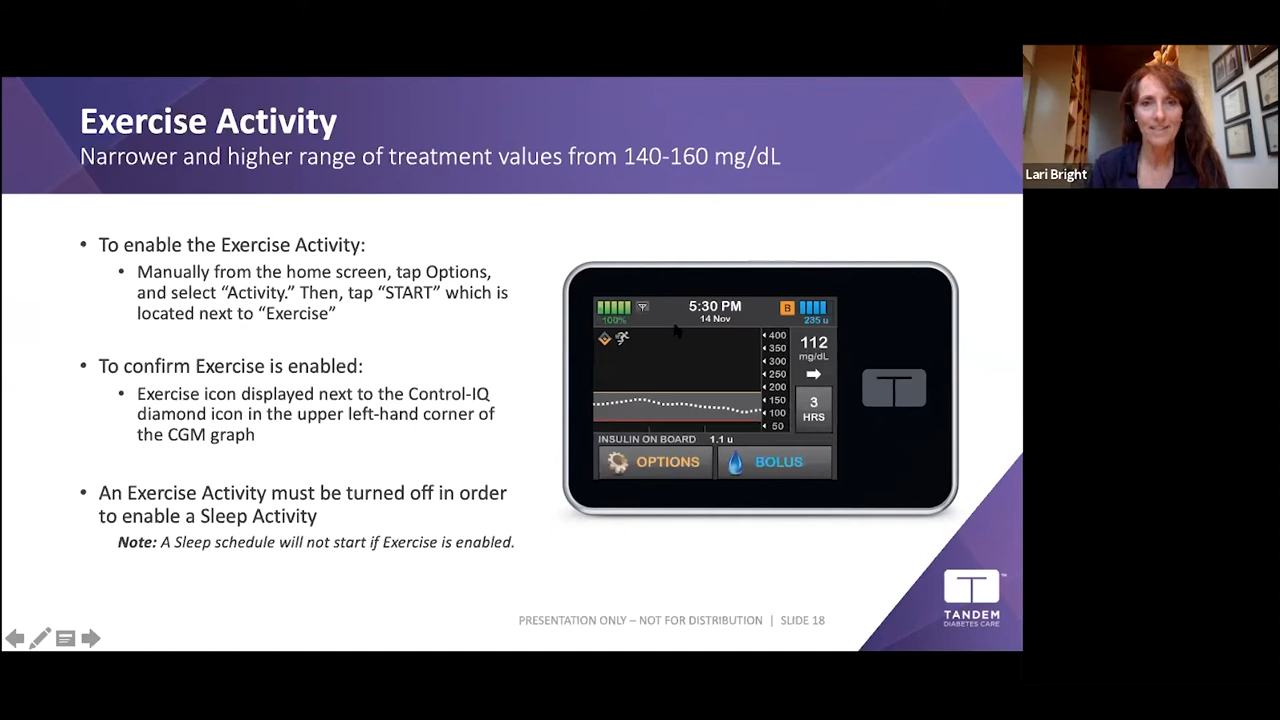 Exercise Activity
Narrower and higher range of treatment values from 140-160 mg/dL
Lari Bright
• To enable the Exercise Activity:
• Manually from the home screen, tap Options,
and select “Activity.” Then, tap “START” which is
located next to “Exercise”
• To confirm Exercise is enabled:
• Exercise icon displayed next to the Control-IQ
diamond icon in the upper left-hand corner of
the CGM graph
• An Exercise Activity must be turned off in order
to enable a Sleep Activity
Note: A Sleep schedule will not start if Exercise is enabled.
100%
5:30 PM
14 Nov
B
235 u
400
350
300
250
200
150
100
50
112
mg/dL
3
HRS
INSULIN ON BOARD 1.1 u
OPTIONS
BOLUS
T
PRESENTATION ONLY – NOT FOR DISTRIBUTION | SLIDE 18
T™
TANDEM
DIABETES CARE